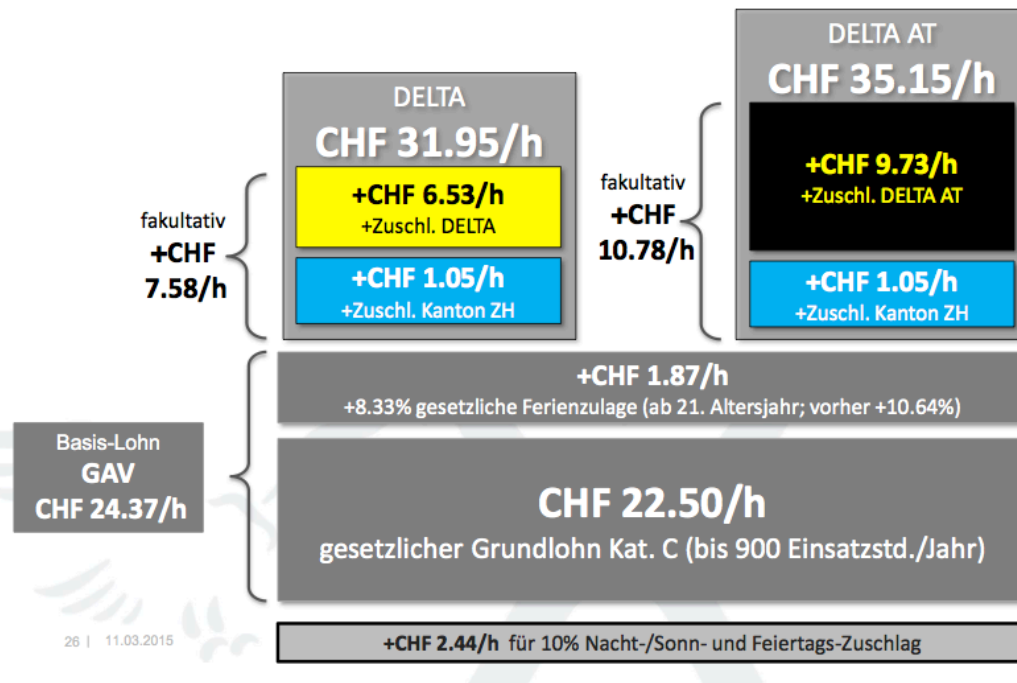 DELTA
CHF 31.95/h
+CHF 6.53/h
+Zuschl. DELTA
+CHF 1.05/h
+Zuschl. Kanton ZH
fakultativ
+CHF
7.58/h
DELTA AT
CHF 35.15/h
+CHF 9.73/h
+Zuschl. DELTA AT
+CHF 1.05/h
+Zuschl. Kanton ZH
fakultativ
+CHF
10.78/h
+CHF 1.87/h
+8.33% gesetzliche Ferienzulage (ab 21. Altersjahr; vorher +10.64%)
Basis-Lohn
GAV
CHF 24.37/h
CHF 22.50/h
gesetzlicher Grundlohn Kat. C (bis 900 Einsatzstd./Jahr)
26 | 11.03.2015
+CHF 2.44/h für 10% Nacht-/Sonn- und Feiertags-Zuschlag